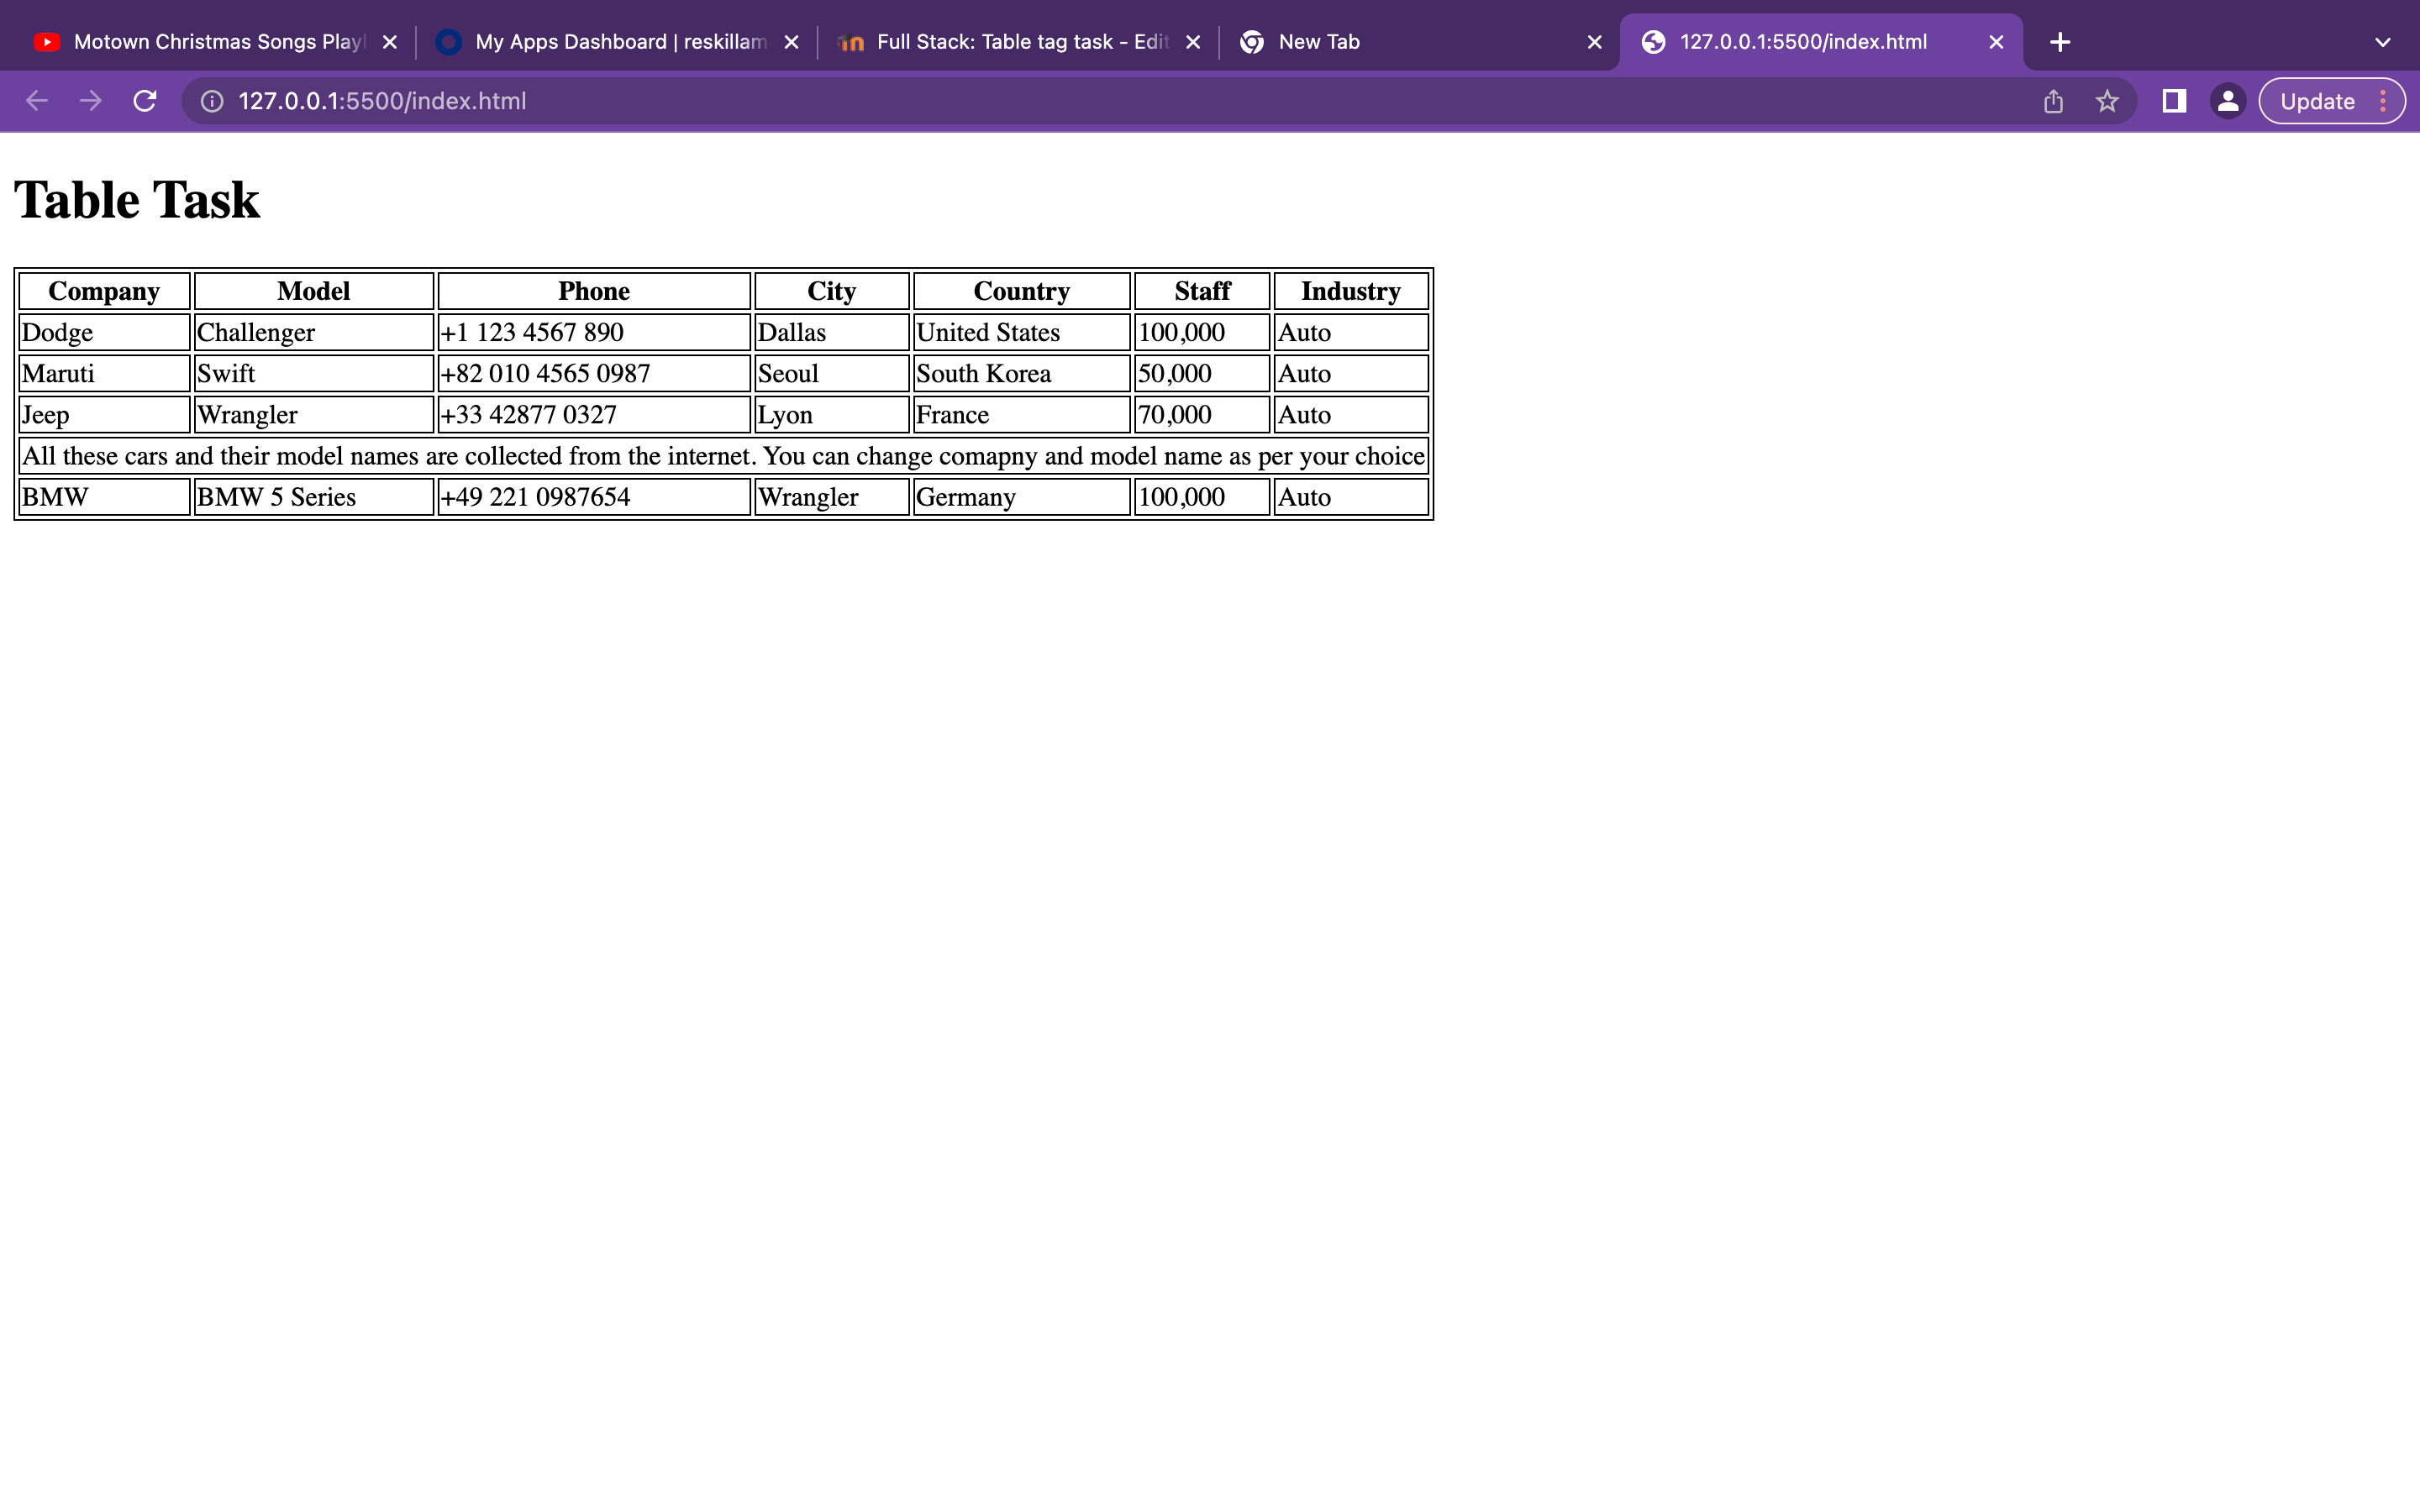 Motown Christmas Songs Play
My Apps Dashboard | reskillam
Full Stack: Table tag task - Edit
New Tab
127.0.0.1:5500/index.html
127.0.0.1:5500/index.html
Update
Table Task
Company Model Phone City Country Staff Industry
Dodge Challenger +1 123 4567 890 Dallas United States 100,000 Auto
Maruti Swift +82 010 4565 0987 Seoul South Korea 50,000 Auto
Jeep Wrangler +33 42877 0327 Lyon France 70,000 Auto
All these cars and their model names are collected from the internet. You can change comapny and model name as per your choice
BMW BMW 5 Series +49 221 0987654 Wrangler Germany 100,000 Auto